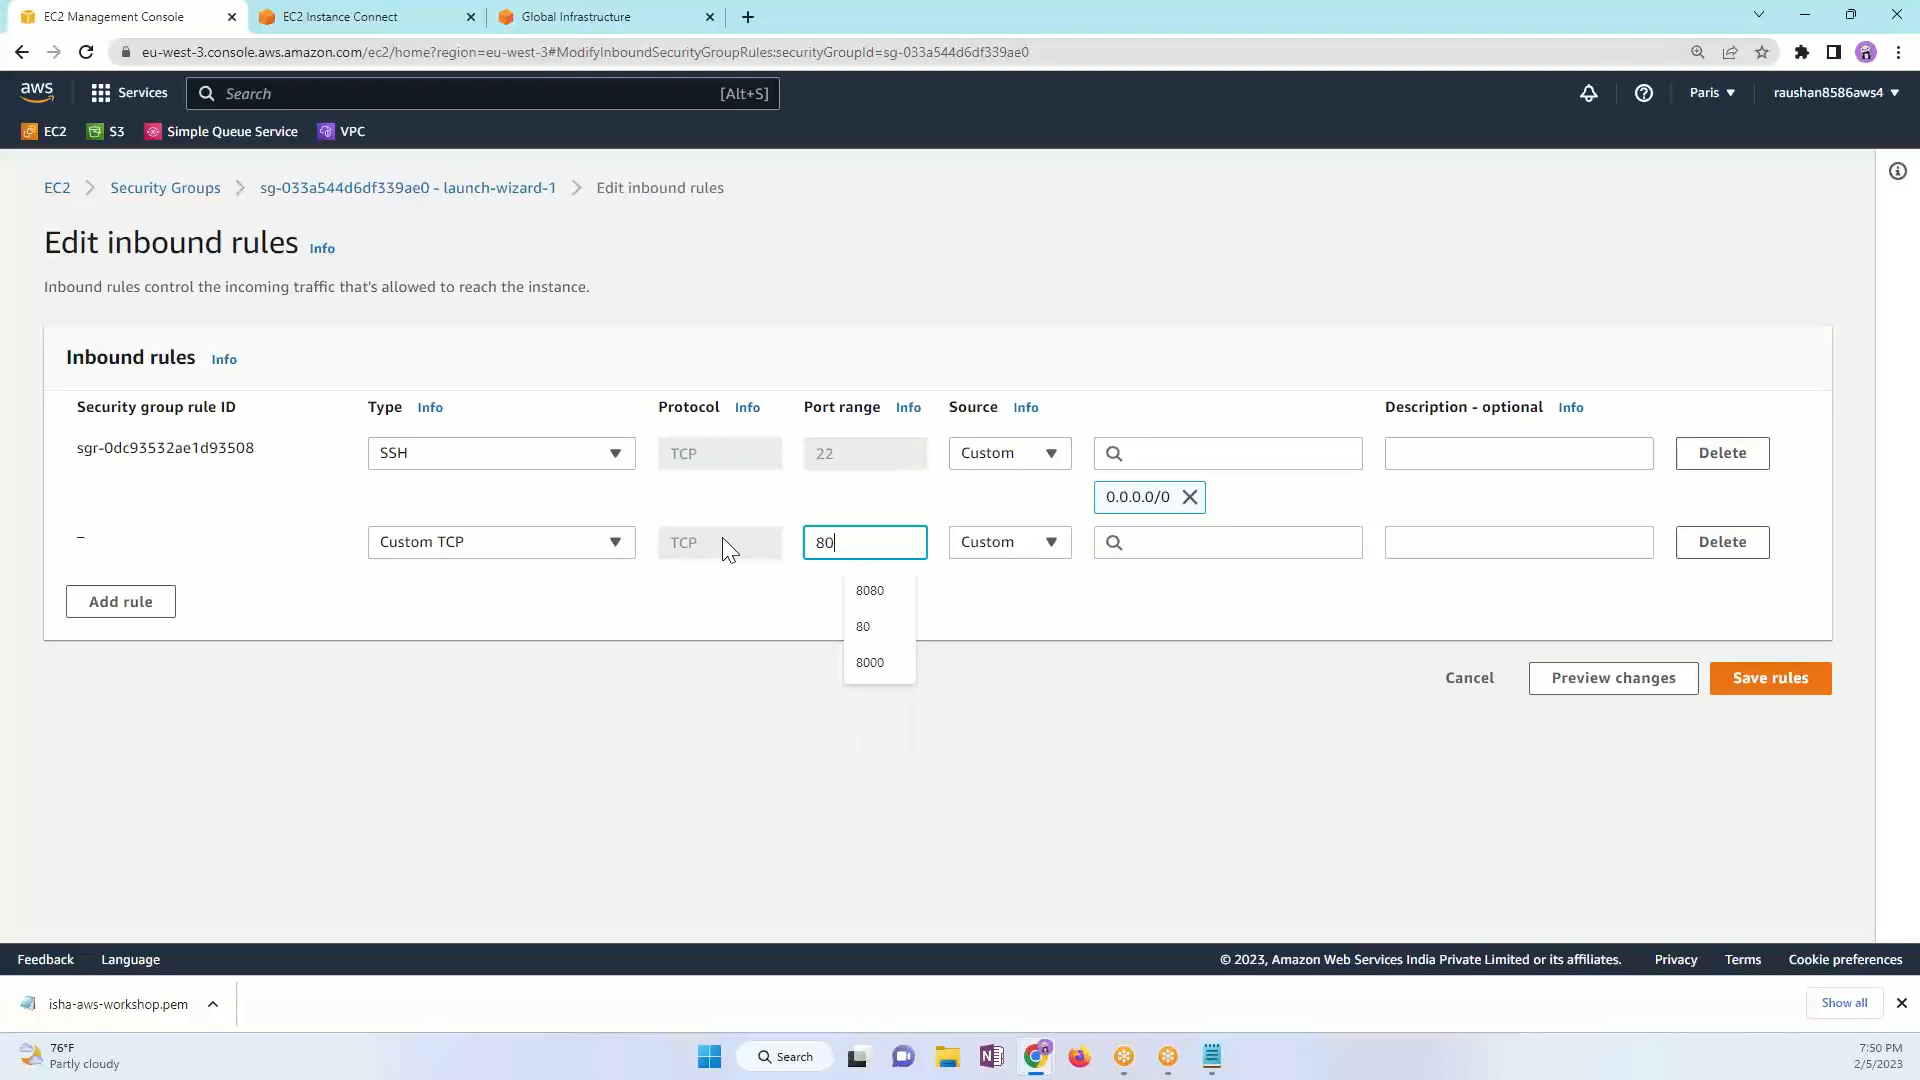 EC2 Management Console
EC2 Instance Connect
Global Infrastructure
eu-west-3.console.aws.amazon.com/ec2/home?region=eu-west-3#ModifyInboundSecurityGroupRules:securityGroupId=sg-033a544d6df339ae0
aws
Services
Search
[Alt+S]
Paris
raushan8586aws4
EC2
S3
Simple Queue Service
VPC
EC2
Security Groups
sg-033a544d6df339ae0 - launch-wizard-1
Edit inbound rules
Edit inbound rules Info
Inbound rules control the incoming traffic that's allowed to reach the instance.
Inbound rules Info
Security group rule ID
Type Info
Protocol Info
Port range Info
Source Info
Description - optional Info
sgr-0dc93532ae1d93508
SSH
TCP
22
Custom
Delete
0.0.0.0/0
–
Custom TCP
TCP
80
Custom
Delete
8080
80
8000
Add rule
Cancel
Preview changes
Save rules
Feedback
Language
© 2023, Amazon Web Services India Private Limited or its affiliates.
Privacy
Terms
Cookie preferences
isha-aws-workshop.pem
Show all
76°F
Partly cloudy
Search
7:50 PM
2/5/2023